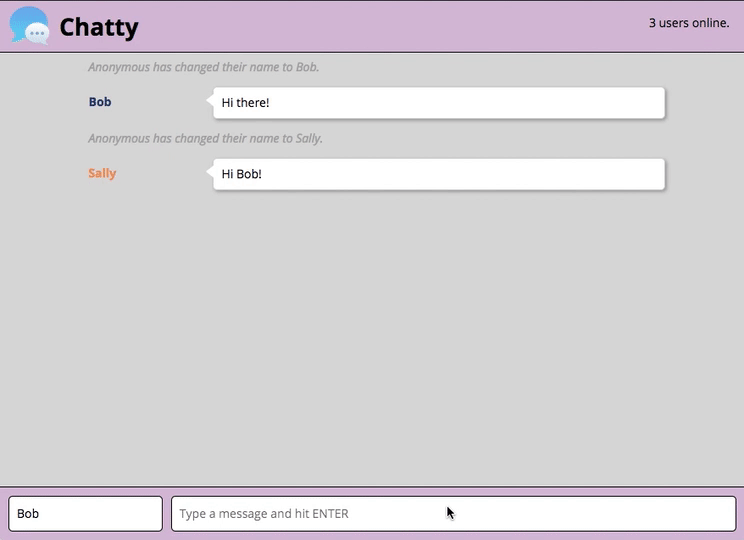 Chatty
3 users online.
Anonymous has changed their name to Bob.
Bob
Hi there!
Anonymous has changed their name to Sally.
Sally
Hi Bob!
Bob
Type a message and hit ENTER